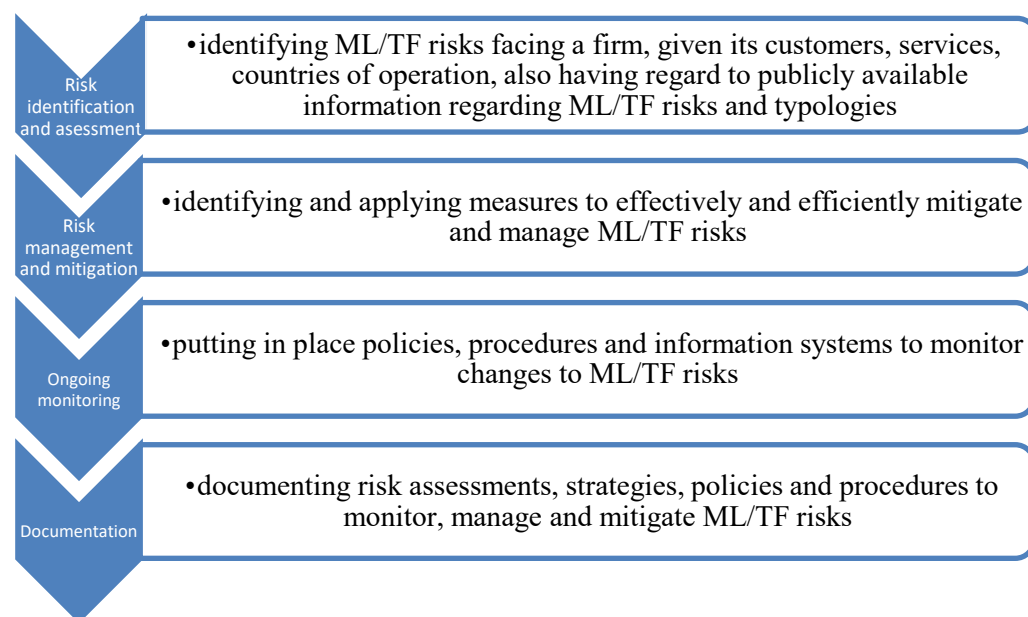 Risk
identification
and asessment
•identifying ML/TF risks facing a firm, given its customers, services,
countries of operation, also having regard to publicly available
information regarding ML/TF risks and typologies
Risk
management
and mitigation
•identifying and applying measures to effectively and efficiently mitigate
and manage ML/TF risks
Ongoing
monitoring
•putting in place policies, procedures and information systems to monitor
changes to ML/TF risks
Documentation
•documenting risk assessments, strategies, policies and procedures to
monitor, manage and mitigate ML/TF risks